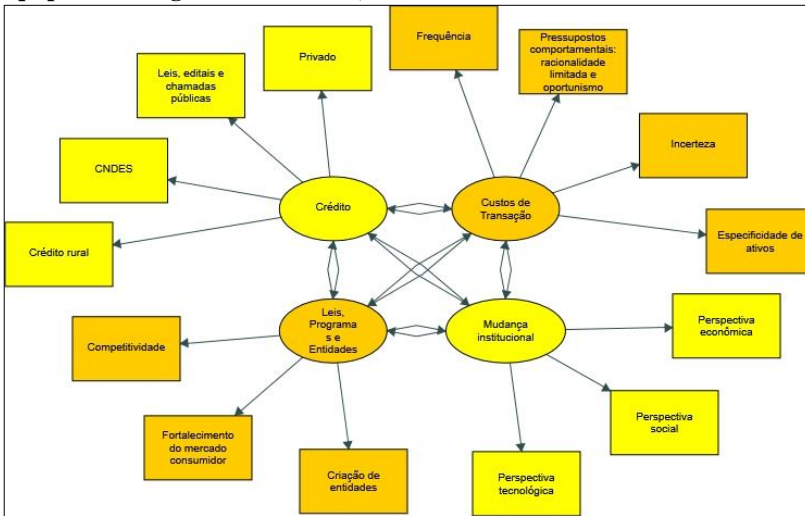 Frequência
Pressupostos
comportamentais:
racionalidade
limitada e
oportunismo
Privado
Leis, editais e
chamadas
públicas
Incerteza
CNDES
Crédito
Custos de
Transação
Especificidade de
ativos
Crédito rural
Leis,
Programa
s e
Entidades
Mudança
institucional
Perspectiva
econômica
Competitividade
Perspectiva
social
Fortalecimento
do mercado
consumidor
Criação de
entidades
Perspectiva
tecnológica